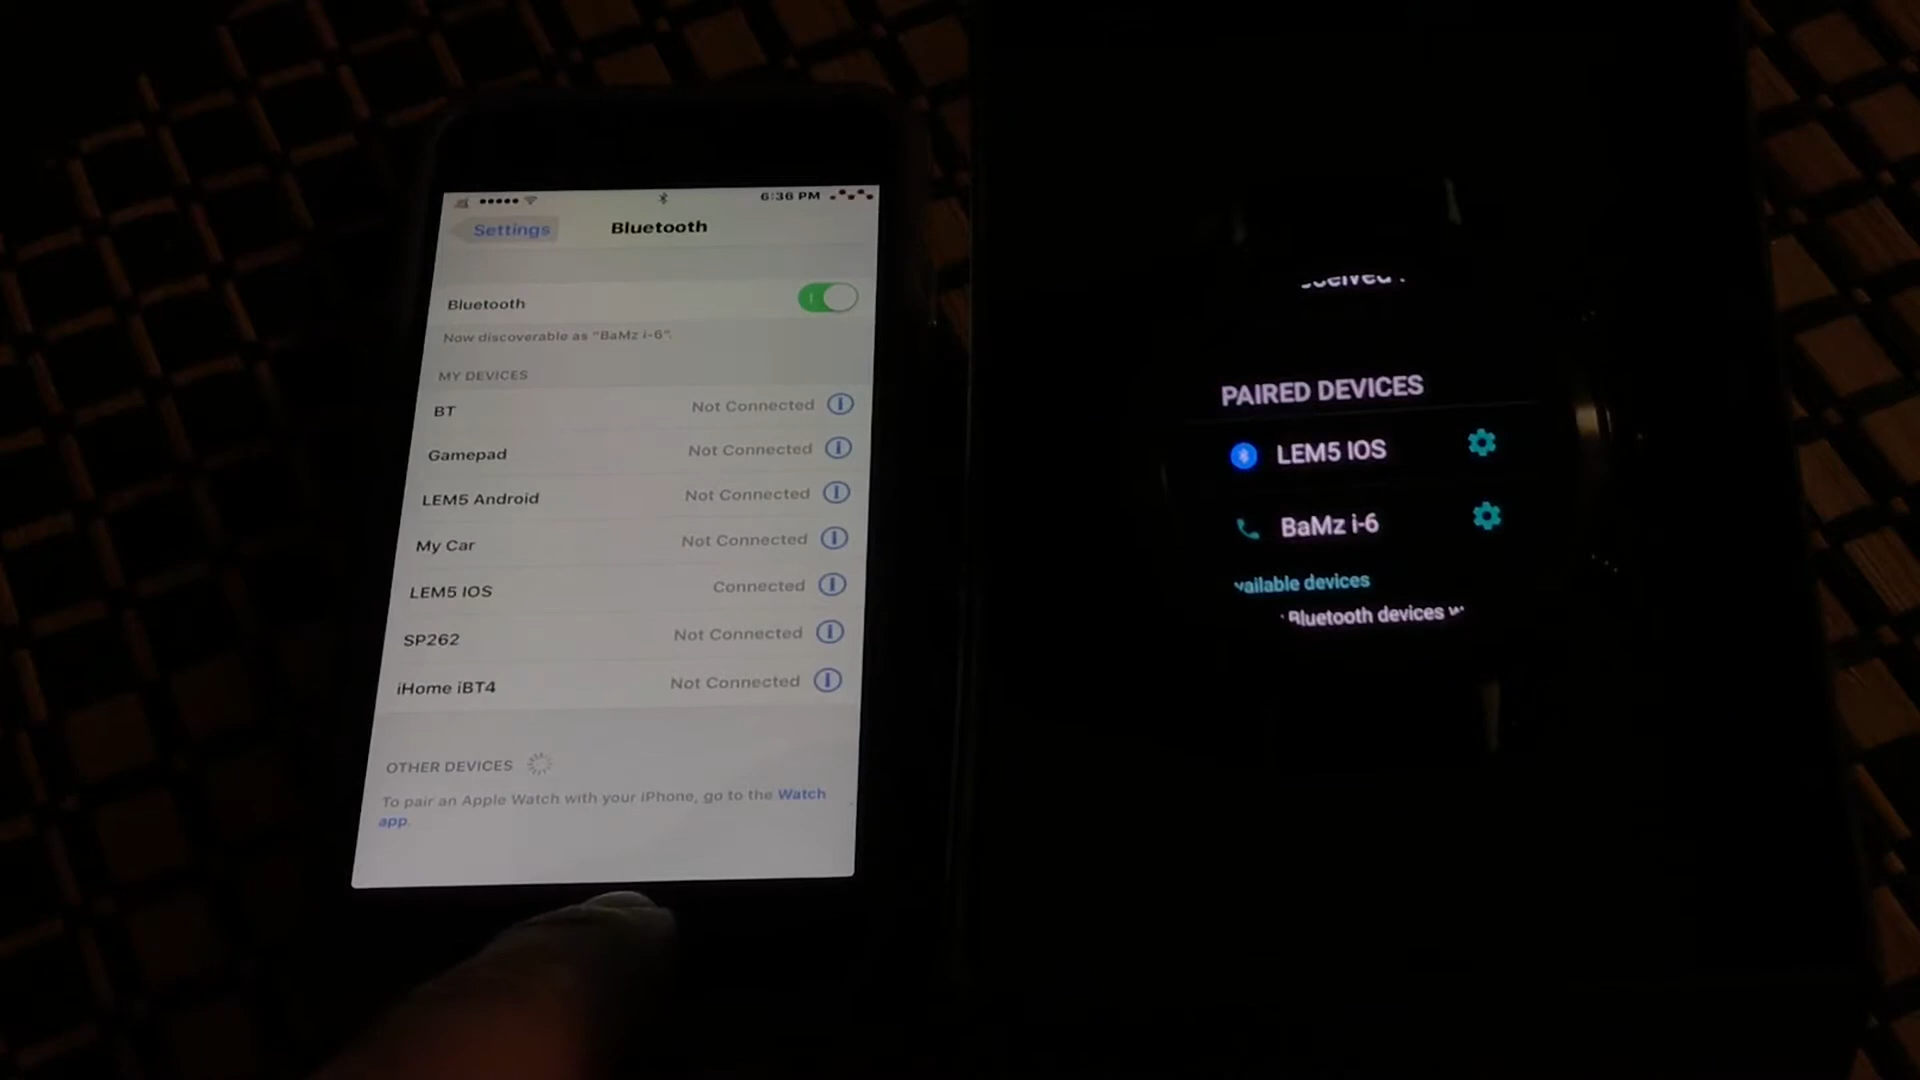 6:36 PM
Settings
Bluetooth
Bluetooth
Now discoverable as "BaMz i-6".
MY DEVICES
BT Not Connected
Gamepad Not Connected
LEM5 Android Not Connected
My Car Not Connected
LEM5 IOS Connected
SP262 Not Connected
iHome iBT4 Not Connected
OTHER DEVICES
To pair an Apple Watch with your iPhone, go to the Watch
app.
PAIRED DEVICES
LEM5 IOS
BaMz i-6
vailable devices
Bluetooth devices